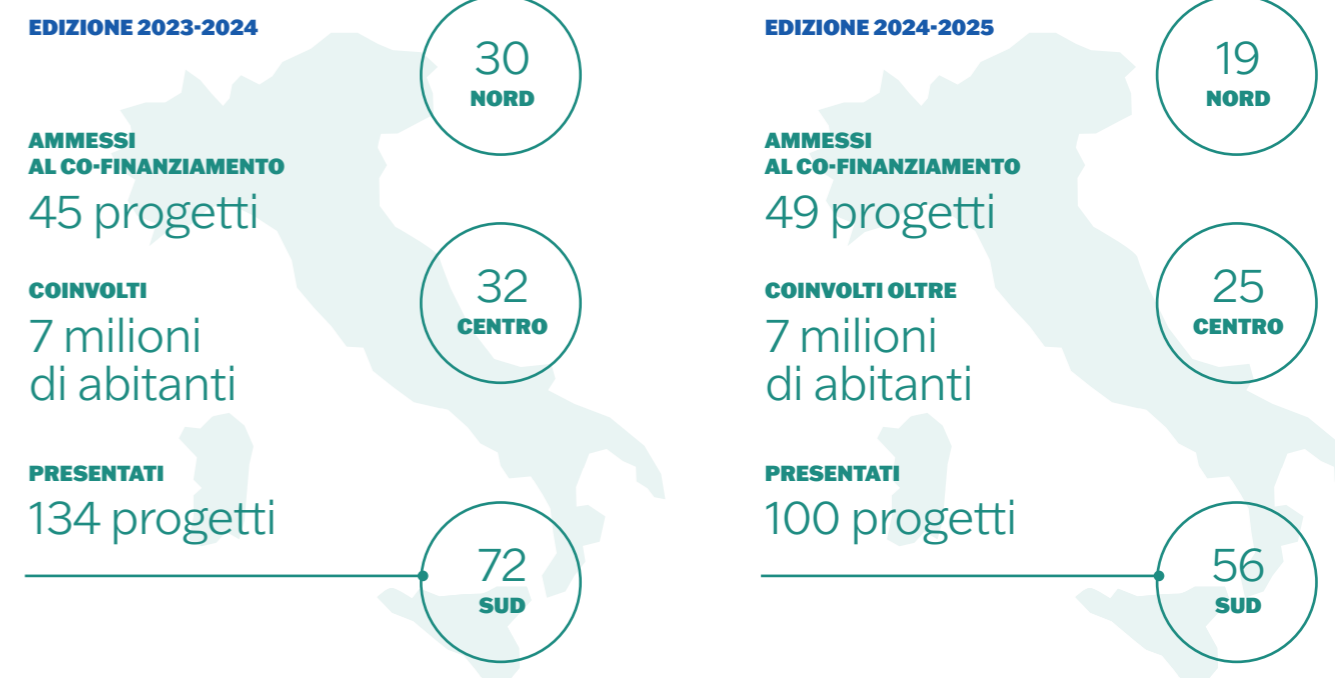 EDIZIONE 2023-2024
30
NORD
AMMESSI
AL CO-FINANZIAMENTO
45 progetti
32
CENTRO
COINVOLTI
7 milioni
di abitanti
PRESENTATI
134 progetti
72
SUD
EDIZIONE 2024-2025
19
NORD
AMMESSI
AL CO-FINANZIAMENTO
49 progetti
25
CENTRO
COINVOLTI OLTRE
7 milioni
di abitanti
PRESENTATI
100 progetti
56
SUD